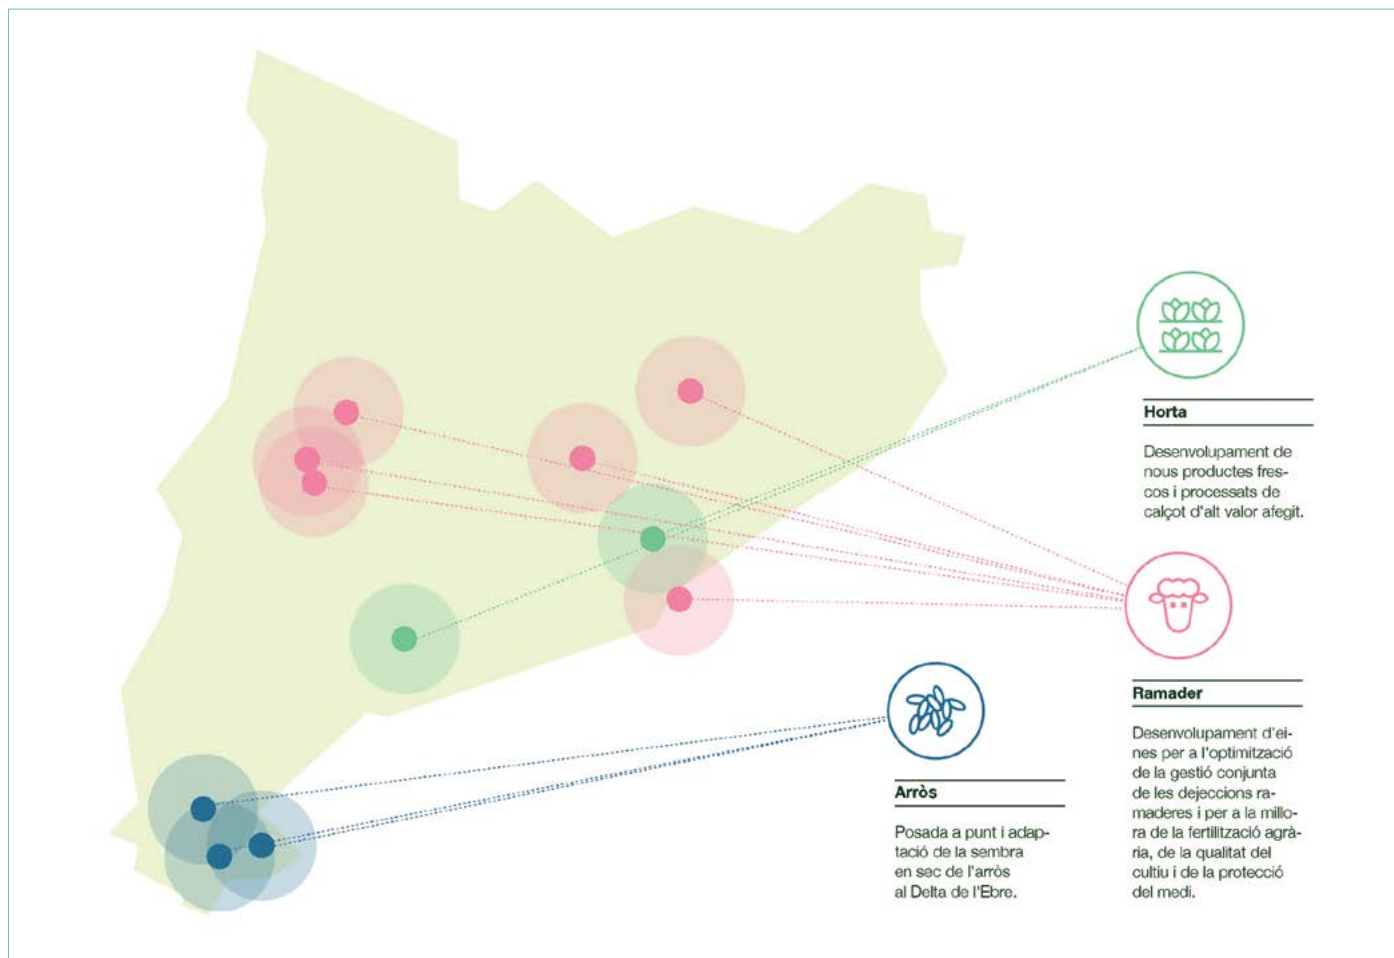 Horta
Desenvolupament de
nous productes fres-
cos i processats de
calçot d'alt valor afegit.
Ramader
Desenvolupament d'ei-
nes per a l'optimització
de la gestió conjunta
de les dejeccions ra-
maderes i per a la millo-
ra de la fertilització agrà-
ria, de la qualitat del
cultiu i de la protecció
del medi.
Arròs
Posada a punt i adap-
tació de la sembra
en sec de l'arròs
al Delta de l'Ebre.